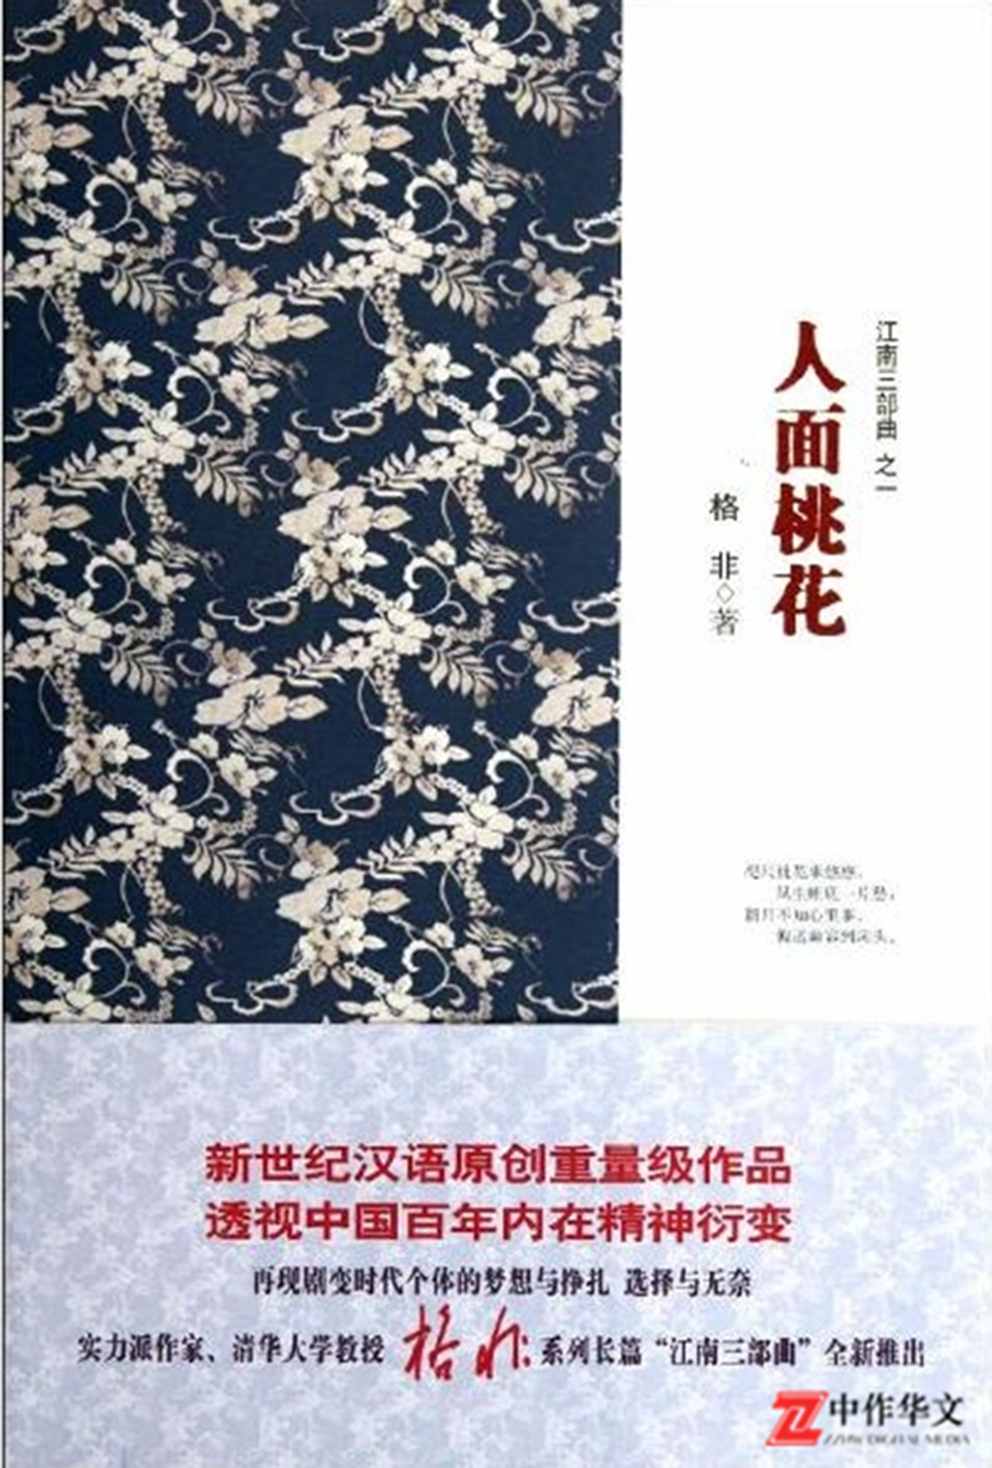 江南三部曲 之一
人面桃花
格 非◇著
新世纪汉语原创重量级作品
透视中国百年内在精神衍变
再现剧变时代个体的梦想与挣扎 选择与无奈
实力派作家、清华大学教授 格非 系列长篇“江南三部曲”全新推出
中作华文
ZZHW DIGITAL MEDIA